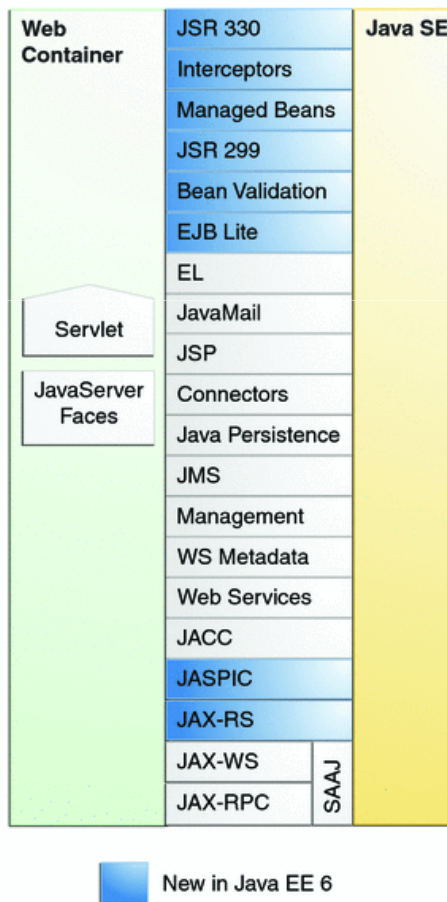 Web
Container
Servlet
JavaServer
Faces
JSR 330
Interceptors
Managed Beans
JSR 299
Bean Validation
EJB Lite
EL
JavaMail
JSP
Connectors
Java Persistence
JMS
Management
WS Metadata
Web Services
JACC
JASPIC
JAX-RS
JAX-WS
JAX-RPC
SAAJ
Java SE
New in Java EE 6